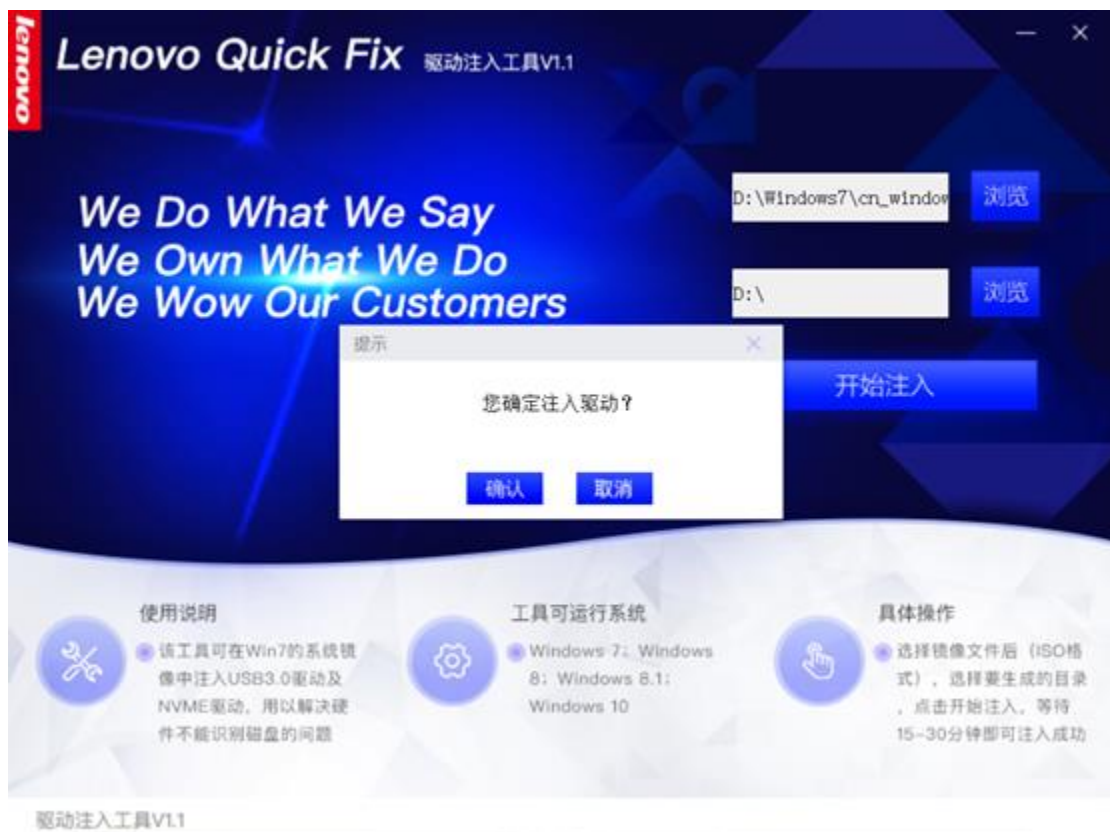 lenovo
Lenovo Quick Fix 驱动注入工具V1.1
We Do What We Say
We Own What We Do
We Wow Our Customers
D:\Windows7\cn_window
浏览
D:\
浏览
开始注入
提示
您确定注入驱动?
确认 取消
使用说明
该工具可在Win7的系统镜
像中注入USB3.0驱动及
NVME驱动，用以解决硬
件不能识别磁盘的问题
工具可运行系统
Windows 7; Windows
8; Windows 8.1;
Windows 10
具体操作
选择镜像文件后（ISO格
式），选择要生成的目录
，点击开始注入，等待
15-30分钟即可注入成功
驱动注入工具V1.1